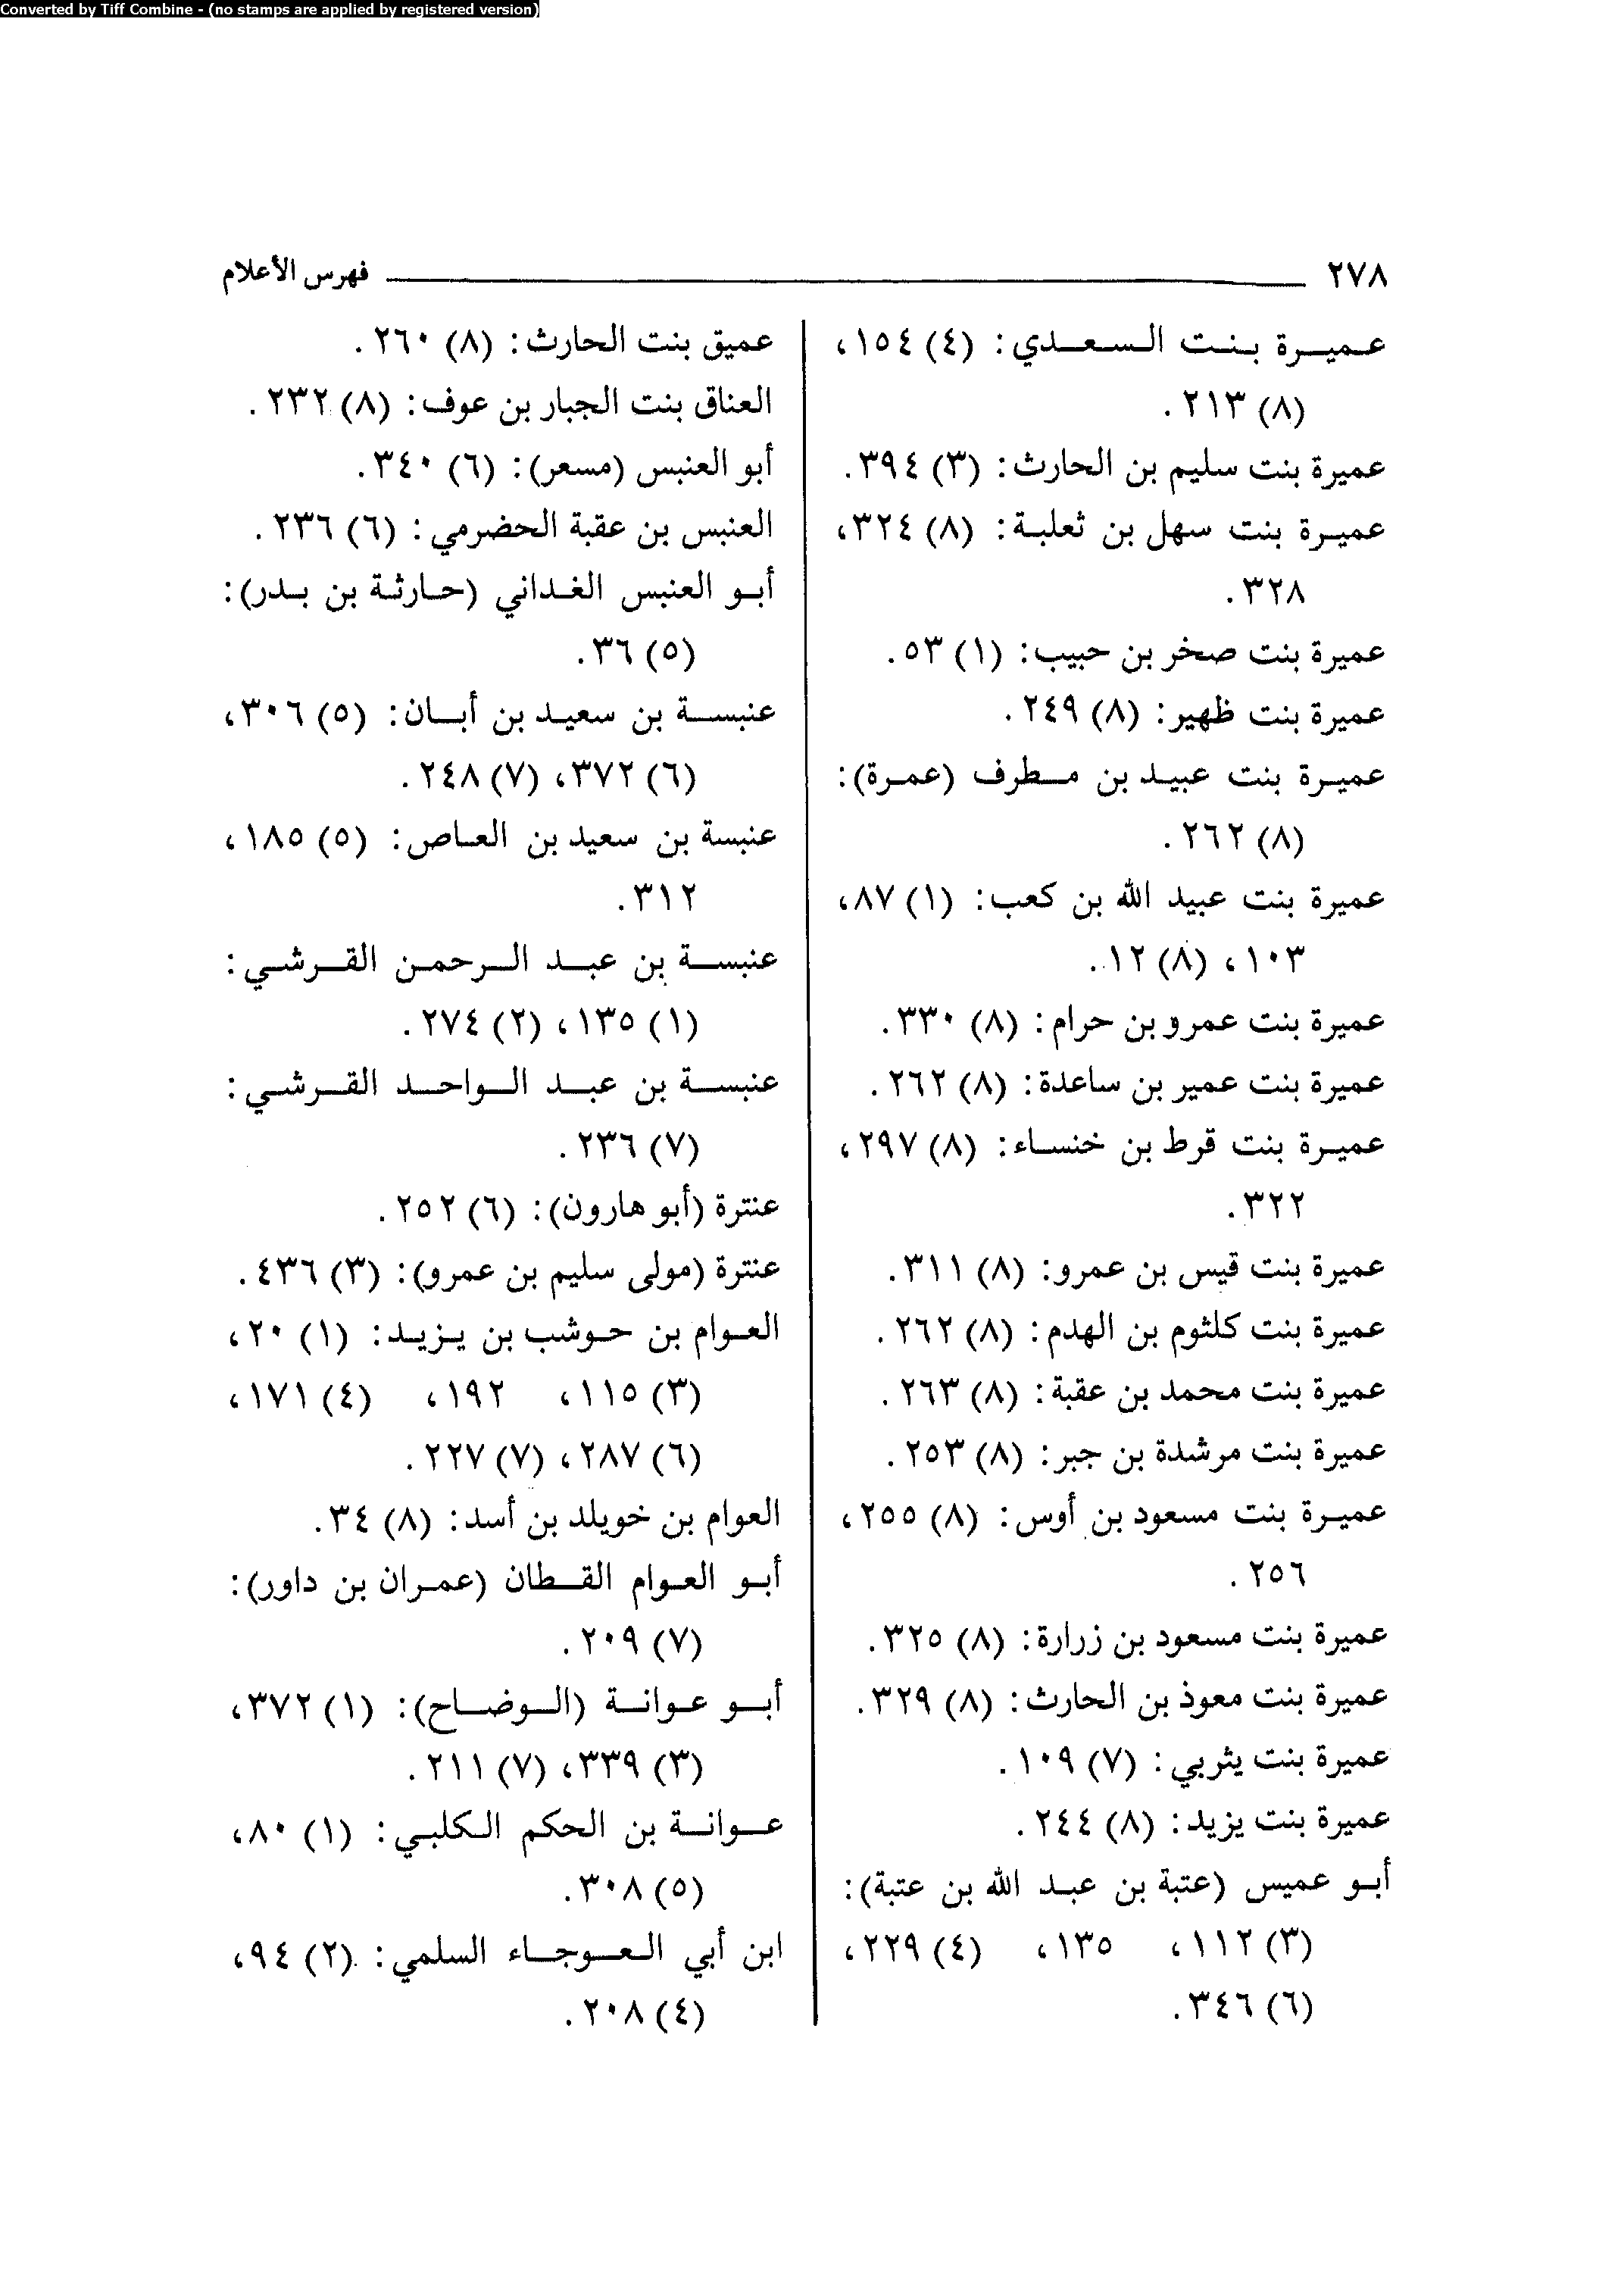 Converted by Tiff Combine - (no stamps are applied by registered version)
٢٧٨ فهرس الأعلام
عميرة بنت السعدي: (٤) ١٥٤،
(٨) ٢١٣.
عميرة بنت سليم بن الحارث: (٣) ٣٩٤.
عميرة بنت سهل بن ثعلبة: (٨) ٣٢٤،
٣٢٨.
عميرة بنت صخر بن حبيب: (١) ٥٣.
عميرة بنت ظهير: (٨) ٢٤٩.
عميرة بنت عبيد بن مطرف (عمرة):
(٨) ٢٦٢.
عميرة بنت عبيد الله بن كعب: (١) ٨٧،
١٠٣، (٨) ١٢.
عميرة بنت عمرو بن حرام: (٨) ٣٣٠.
عميرة بنت عمير بن ساعدة: (٨) ٢٦٢.
عميرة بنت قرط بن خنساء: (٨) ٢٩٧،
٣٢٢.
عميرة بنت قيس بن عمرو: (٨) ٣١١.
عميرة بنت كلثوم بن الهدم: (٨) ٢٦٢.
عميرة بنت محمد بن عقبة: (٨) ٢٦٣.
عميرة بنت مرشدة بن جبر: (٨) ٢٥٣.
عميرة بنت مسعود بن أوس: (٨) ٢٥٥،
٢٥٦.
عميرة بنت مسعود بن زرارة: (٨) ٣٢٥.
عميرة بنت معوذ بن الحارث: (٨) ٣٢٩.
عميرة بنت يثربي: (٧) ١٠٩.
عميرة بنت يزيد: (٨) ٢٤٤.
أبو عميس (عتبة بن عبد الله بن عتبة):
(٣) ١١٢، ١٣٥، (٤) ٢٢٩،
(٦) ٣٤٦.
عميق بنت الحارث: (٨) ٢٦٠.
العناق بنت الجبار بن عوف: (٨) ٢٣٢.
أبو العنبس (مسعر): (٦) ٣٤٠.
العنبس بن عقبة الحضرمي: (٦) ٢٣٦.
أبو العنبس الغداني (حارثة بن بدر):
(٥) ٣٦.
عنبسة بن سعيد بن أبان: (٥) ٣٠٦،
(٦) ٣٧٢، (٧) ٢٤٨.
عنبسة بن سعيد بن العاص: (٥) ١٨٥،
٣١٢.
عنبسة بن عبد الرحمن القرشي:
(١) ١٣٥، (٢) ٢٧٤.
عنبسة بن عبد الواحد القرشي:
(٧) ٢٣٦.
عنترة (أبو هارون): (٦) ٢٥٢.
عنترة (مولى سليم بن عمرو): (٣) ٤٣٦.
العوام بن حوشب بن يزيد: (١) ٢٠،
(٣) ١١٥، ١٩٢، (٤) ١٧١،
(٦) ٢٨٧، (٧) ٢٢٧.
العوام بن خويلد بن أسد: (٨) ٣٤.
أبو العوام القطان (عمران بن داور):
(٧) ٢٠٩.
أبو عوانة (الوضاح): (١) ٣٧٢،
(٣) ٣٣٩، (٧) ٢١١.
عوانة بن الحكم الكلبي: (١) ٨٠،
(٥) ٣٠٨.
ابن أبي العوجاء السلمي: (٢) ٩٤،
(٤) ٢٠٨.